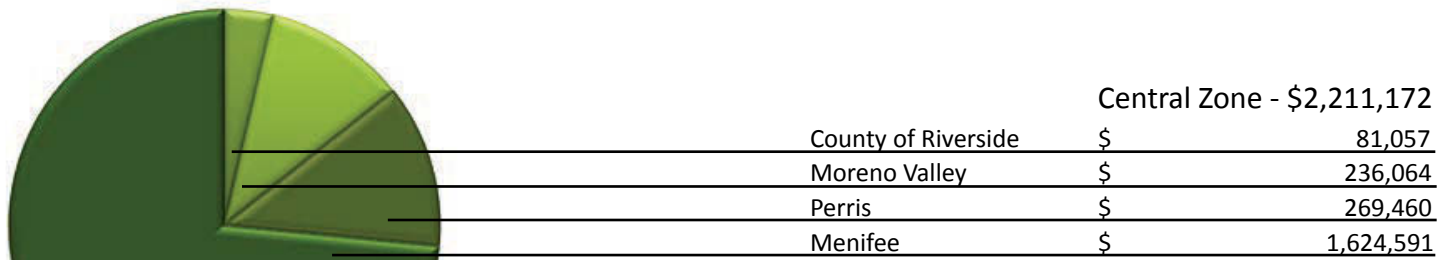 Central Zone - $2,211,172
County of Riverside $ 81,057
Moreno Valley $ 236,064
Perris $ 269,460
Menifee $ 1,624,591